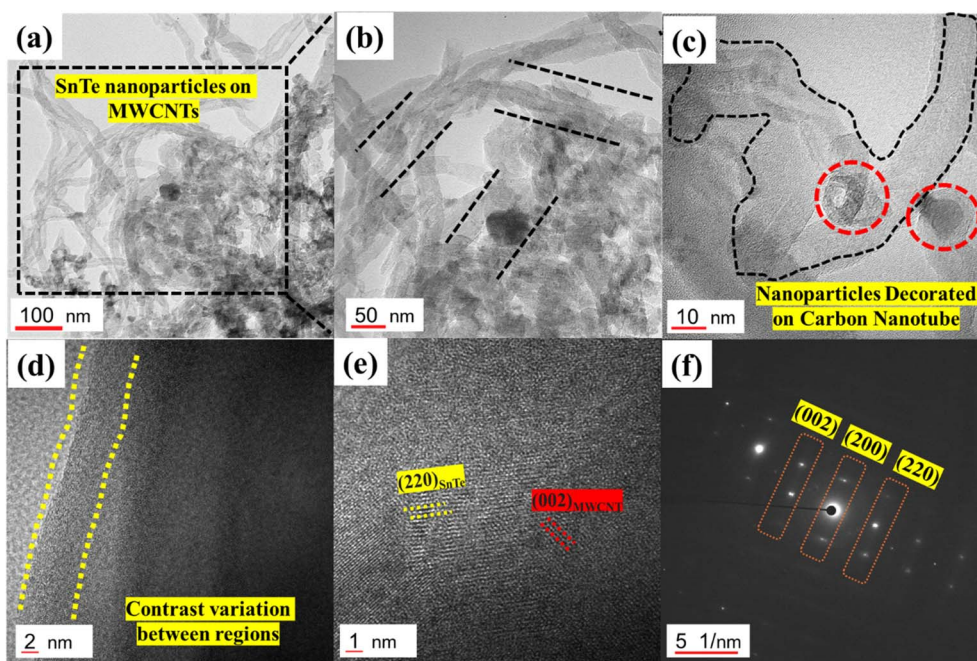 (a)
SnTe nanoparticles on
MWCNTs
100 nm
(b)
50 nm
(c)
Nanoparticles Decorated
on Carbon Nanotube
10 nm
(d)
Contrast variation
between regions
2 nm
(e)
(220)SnTe
(002)MWCNT
1 nm
(f)
(002)
(200)
(220)
5 1/nm